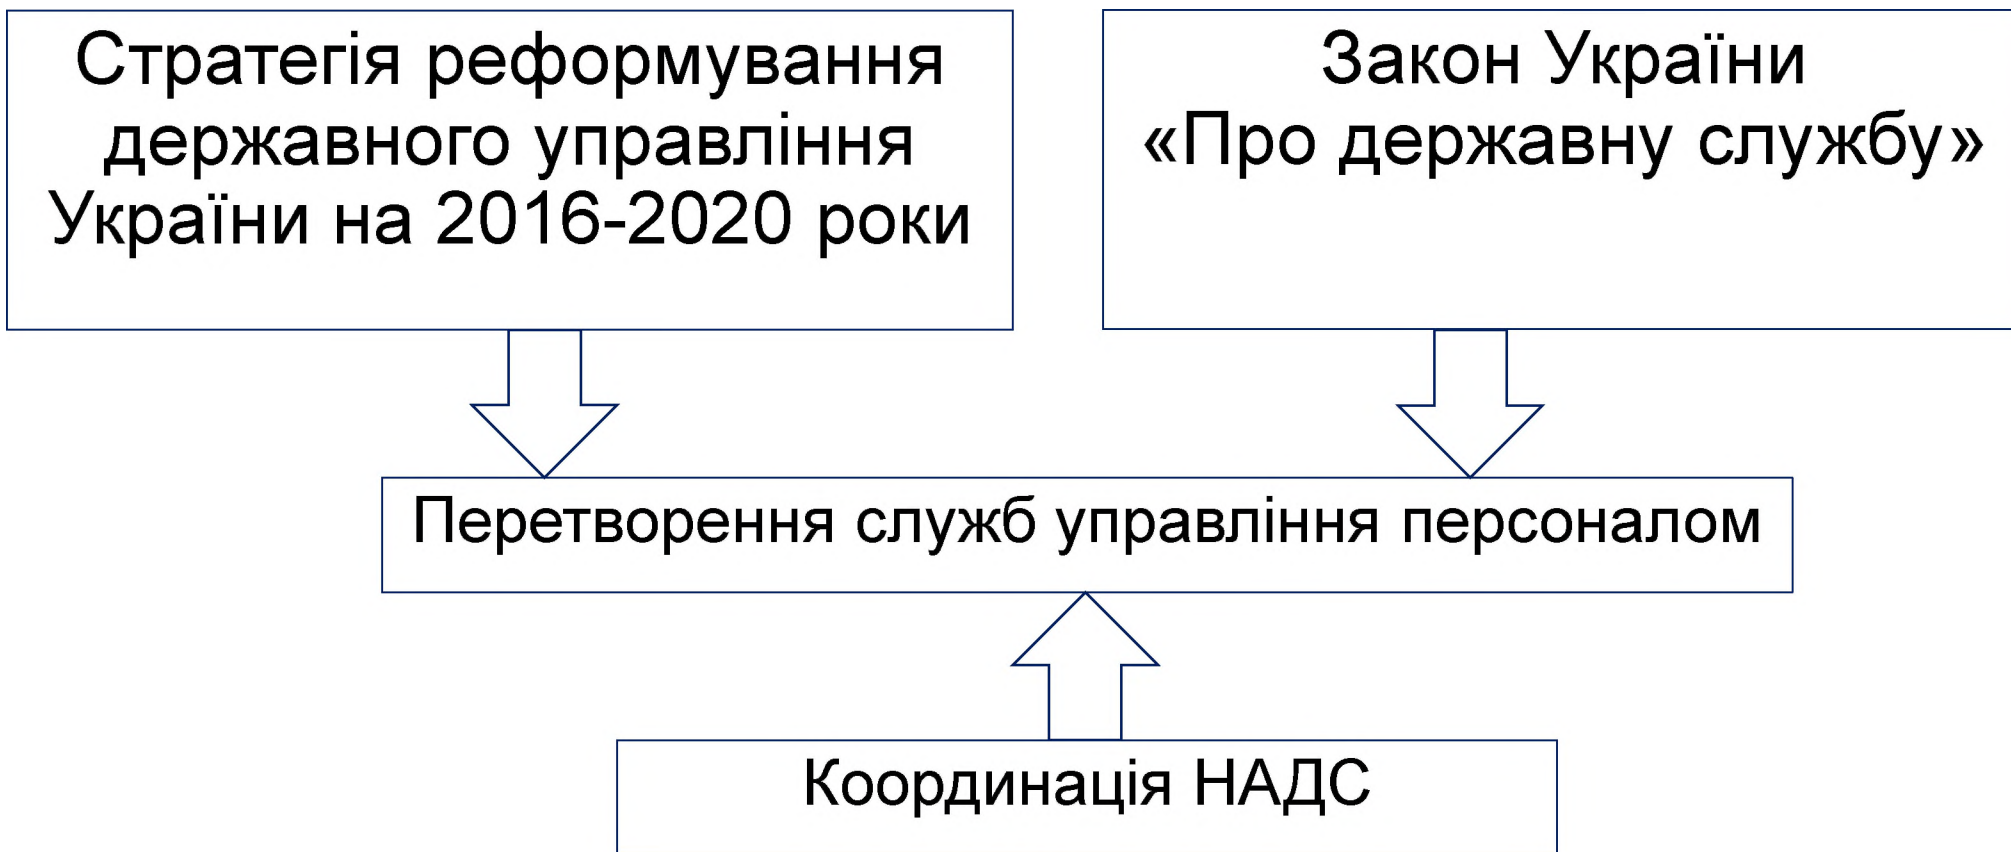 Стратегія реформування
державного управління
України на 2016-2020 роки
Закон України
«Про державну службу»
Перетворення служб управління персоналом
Координація НАДС